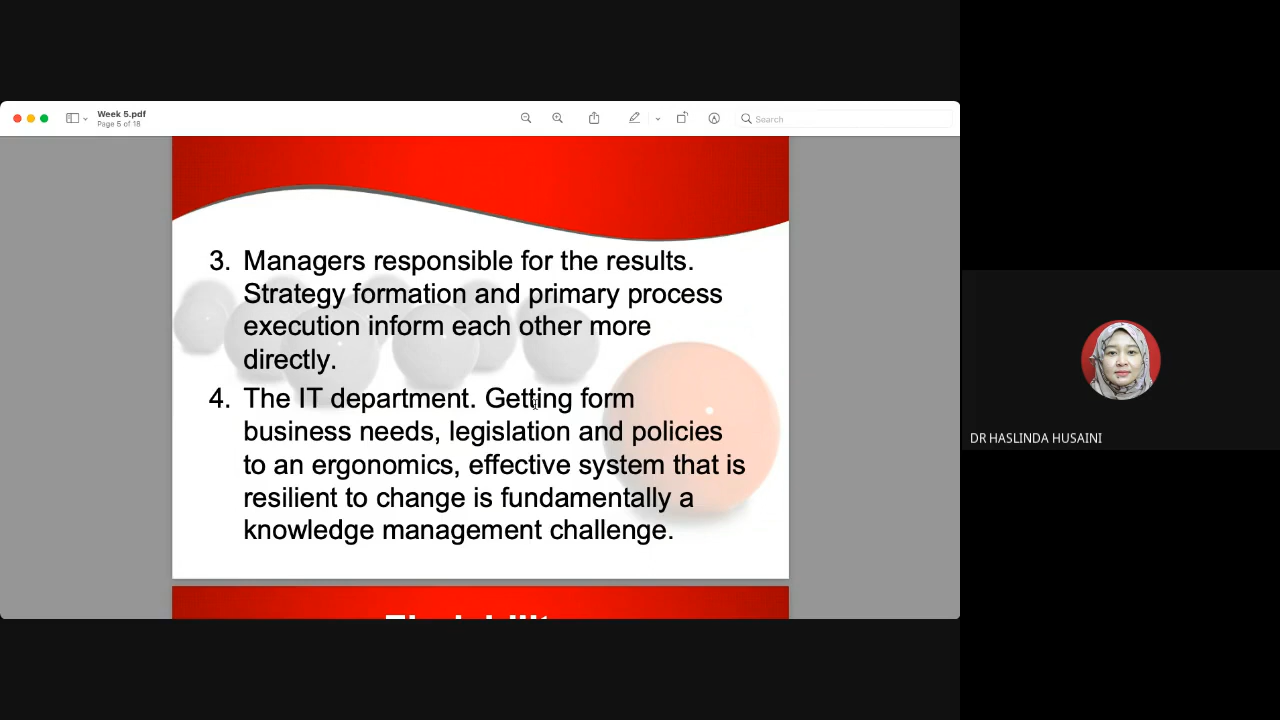 Week 5.pdf
Page 5 of 18
Search
3. Managers responsible for the results.
Strategy formation and primary process
execution inform each other more
directly.
4. The IT department. Getting form
business needs, legislation and policies
to an ergonomics, effective system that is
resilient to change is fundamentally a
knowledge management challenge.
DR HASLINDA HUSAINI